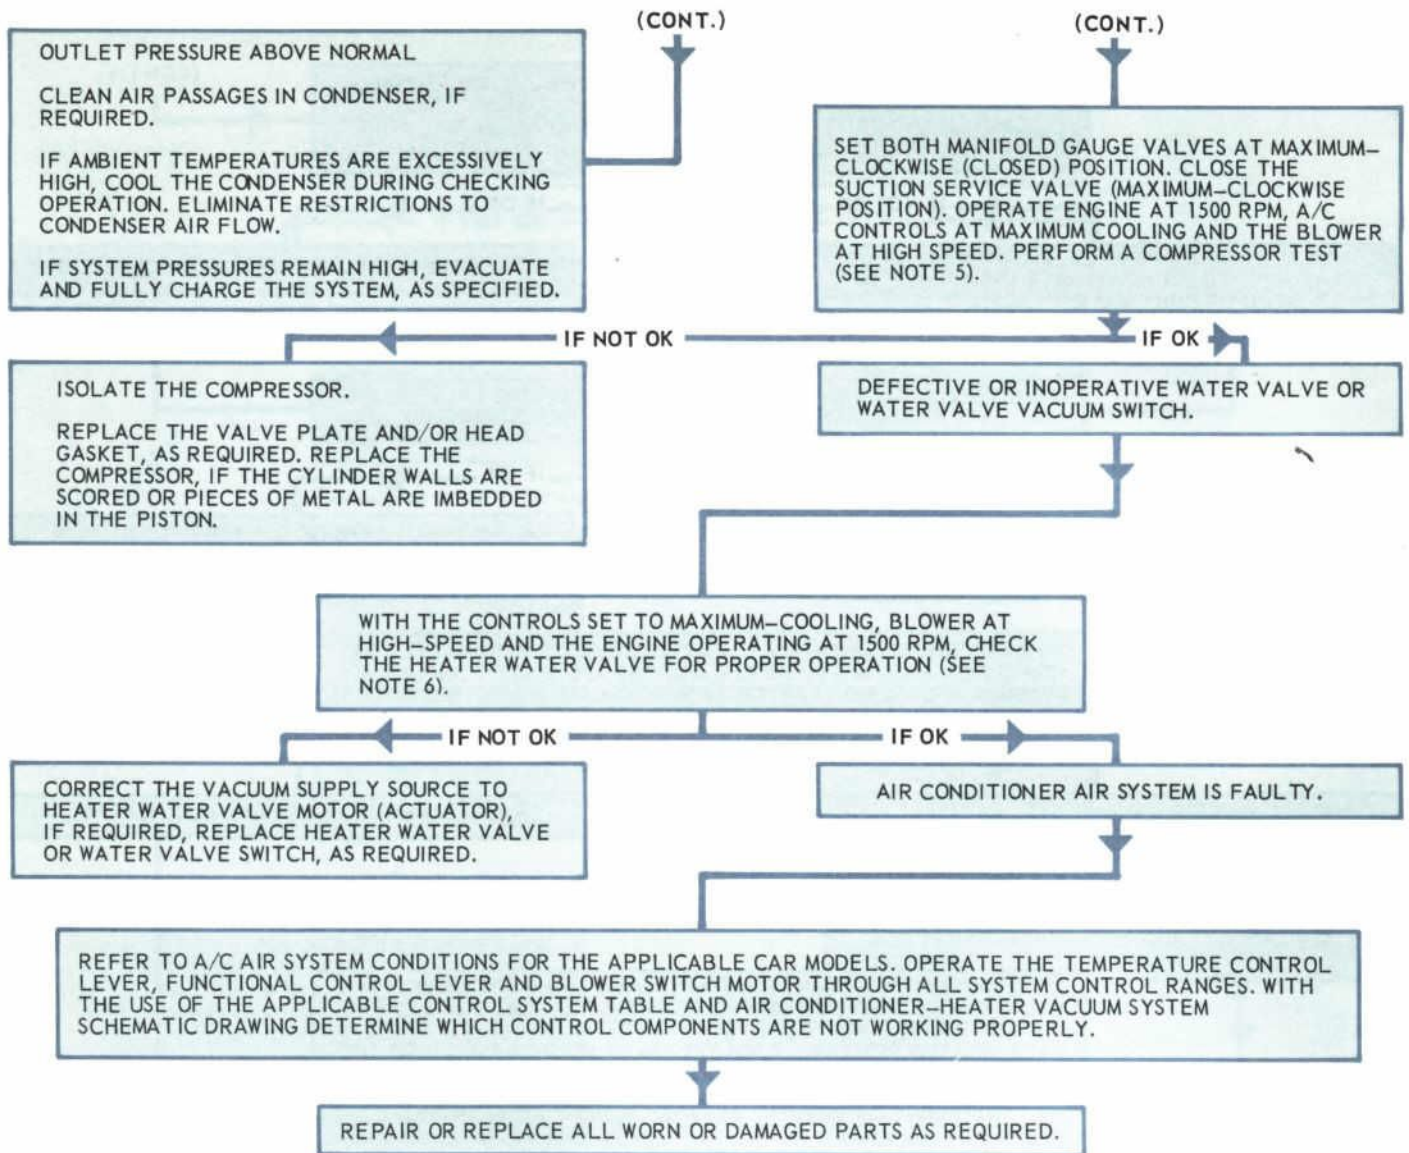 (CONT.)
(CONT.)
OUTLET PRESSURE ABOVE NORMAL
CLEAN AIR PASSAGES IN CONDENSER, IF
REQUIRED.
IF AMBIENT TEMPERATURES ARE EXCESSIVELY
HIGH, COOL THE CONDENSER DURING CHECKING
OPERATION. ELIMINATE RESTRICTIONS TO
CONDENSER AIR FLOW.
IF SYSTEM PRESSURES REMAIN HIGH, EVACUATE
AND FULLY CHARGE THE SYSTEM, AS SPECIFIED.
SET BOTH MANIFOLD GAUGE VALVES AT MAXIMUM-
CLOCKWISE (CLOSED) POSITION. CLOSE THE
SUCTION SERVICE VALVE (MAXIMUM-CLOCKWISE
POSITION). OPERATE ENGINE AT 1500 RPM, A/C
CONTROLS AT MAXIMUM COOLING AND THE BLOWER
AT HIGH SPEED. PERFORM A COMPRESSOR TEST
(SEE NOTE 5).
IF NOT OK
IF OK
ISOLATE THE COMPRESSOR.
REPLACE THE VALVE PLATE AND/OR HEAD
GASKET, AS REQUIRED. REPLACE THE
COMPRESSOR, IF THE CYLINDER WALLS ARE
SCORED OR PIECES OF METAL ARE IMBEDDED
IN THE PISTON.
DEFECTIVE OR INOPERATIVE WATER VALVE OR
WATER VALVE VACUUM SWITCH.
WITH THE CONTROLS SET TO MAXIMUM-COOLING, BLOWER AT
HIGH-SPEED AND THE ENGINE OPERATING AT 1500 RPM, CHECK
THE HEATER WATER VALVE FOR PROPER OPERATION (SEE
NOTE 6).
IF NOT OK
IF OK
CORRECT THE VACUUM SUPPLY SOURCE TO
HEATER WATER VALVE MOTOR (ACTUATOR),
IF REQUIRED, REPLACE HEATER WATER VALVE
OR WATER VALVE SWITCH, AS REQUIRED.
AIR CONDITIONER AIR SYSTEM IS FAULTY.
REFER TO A/C AIR SYSTEM CONDITIONS FOR THE APPLICABLE CAR MODELS. OPERATE THE TEMPERATURE CONTROL
LEVER, FUNCTIONAL CONTROL LEVER AND BLOWER SWITCH MOTOR THROUGH ALL SYSTEM CONTROL RANGES. WITH
THE USE OF THE APPLICABLE CONTROL SYSTEM TABLE AND AIR CONDITIONER-HEATER VACUUM SYSTEM
SCHEMATIC DRAWING DETERMINE WHICH CONTROL COMPONENTS ARE NOT WORKING PROPERLY.
REPAIR OR REPLACE ALL WORN OR DAMAGED PARTS AS REQUIRED.